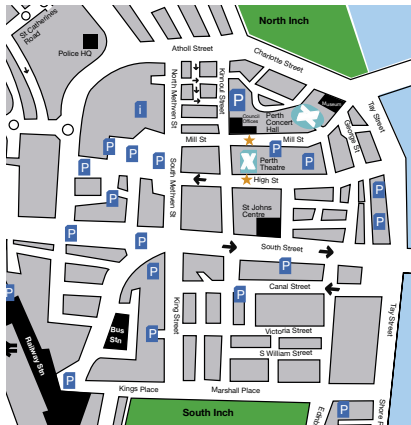 North Inch
St Catherines
Road
Police HQ
Atholl Street
Charlotte Street
North Methven St
Kinnoull Street
i
P
Museum
Council
Offices
Perth
Concert
Hall
Tay Street
George St
Mill St
Mill St
P
P
P
P
P
Perth
Theatre
P
High St
P
P
South Methven St
St Johns
Centre
P
P
P
South Street
P
P
Canal Street
P
P
King Street
Railway Stn
Bus
Stn
P
Victoria Street
S William Street
Tay Street
P
Kings Place
Marshall Place
South Inch
P